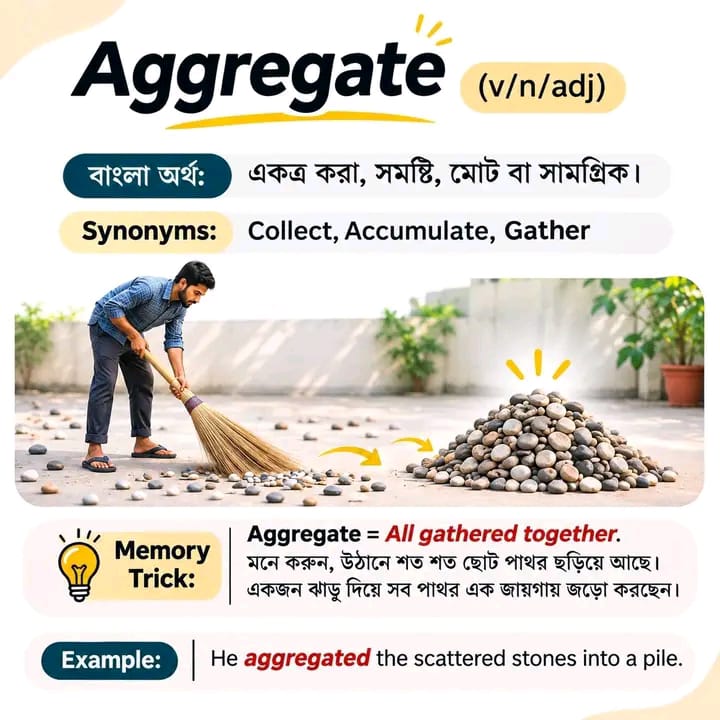 Aggregate (v/n/adj)
বাংলা অর্থ: একত্র করা, সমষ্টি, মোট বা সামগ্রিক।
Synonyms: Collect, Accumulate, Gather
Memory Trick:
Aggregate = All gathered together.
মনে করুন, উঠানে শত শত ছোট পাথর ছড়িয়ে আছে।
একজন ঝাড়ু দিয়ে সব পাথর এক জায়গায় জড়ো করছেন।
Example: He aggregated the scattered stones into a pile.